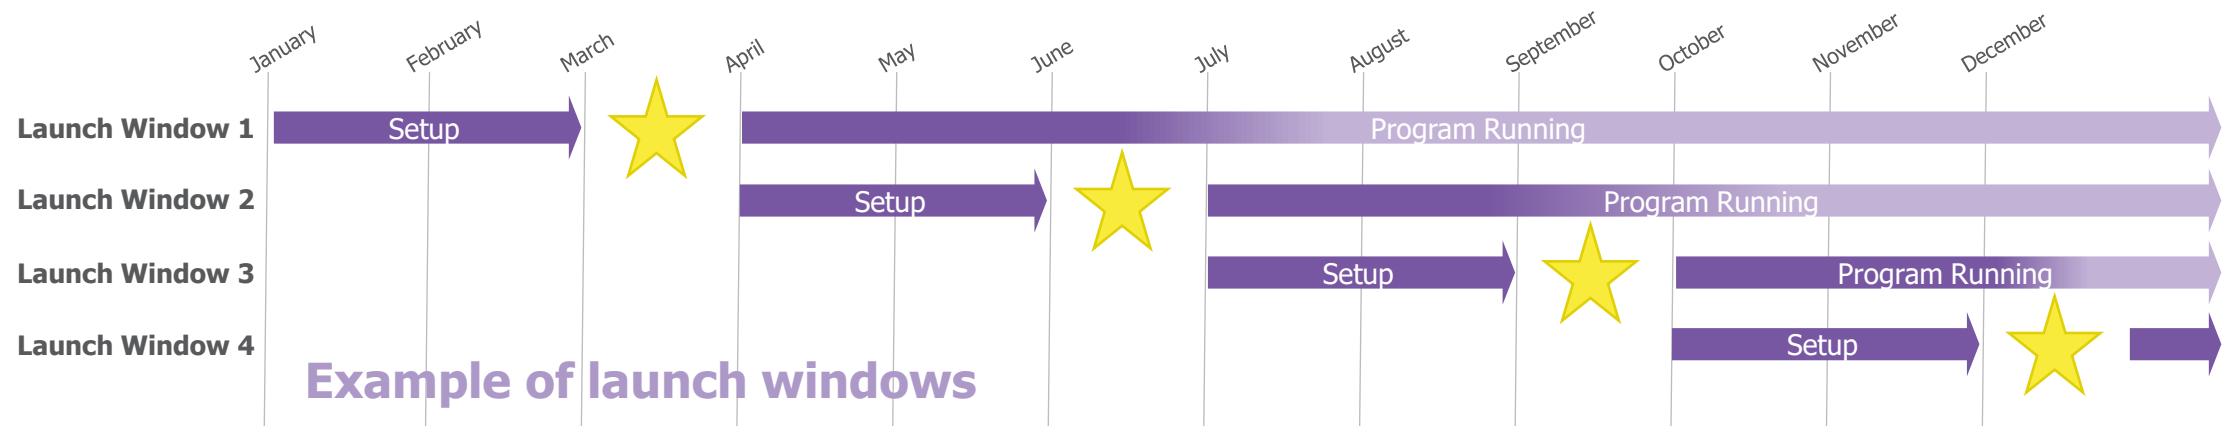 January February March April May June July August September October November December
Launch Window 1 Setup Program Running
Launch Window 2 Setup Program Running
Launch Window 3 Setup Program Running
Launch Window 4 Setup
Example of launch windows